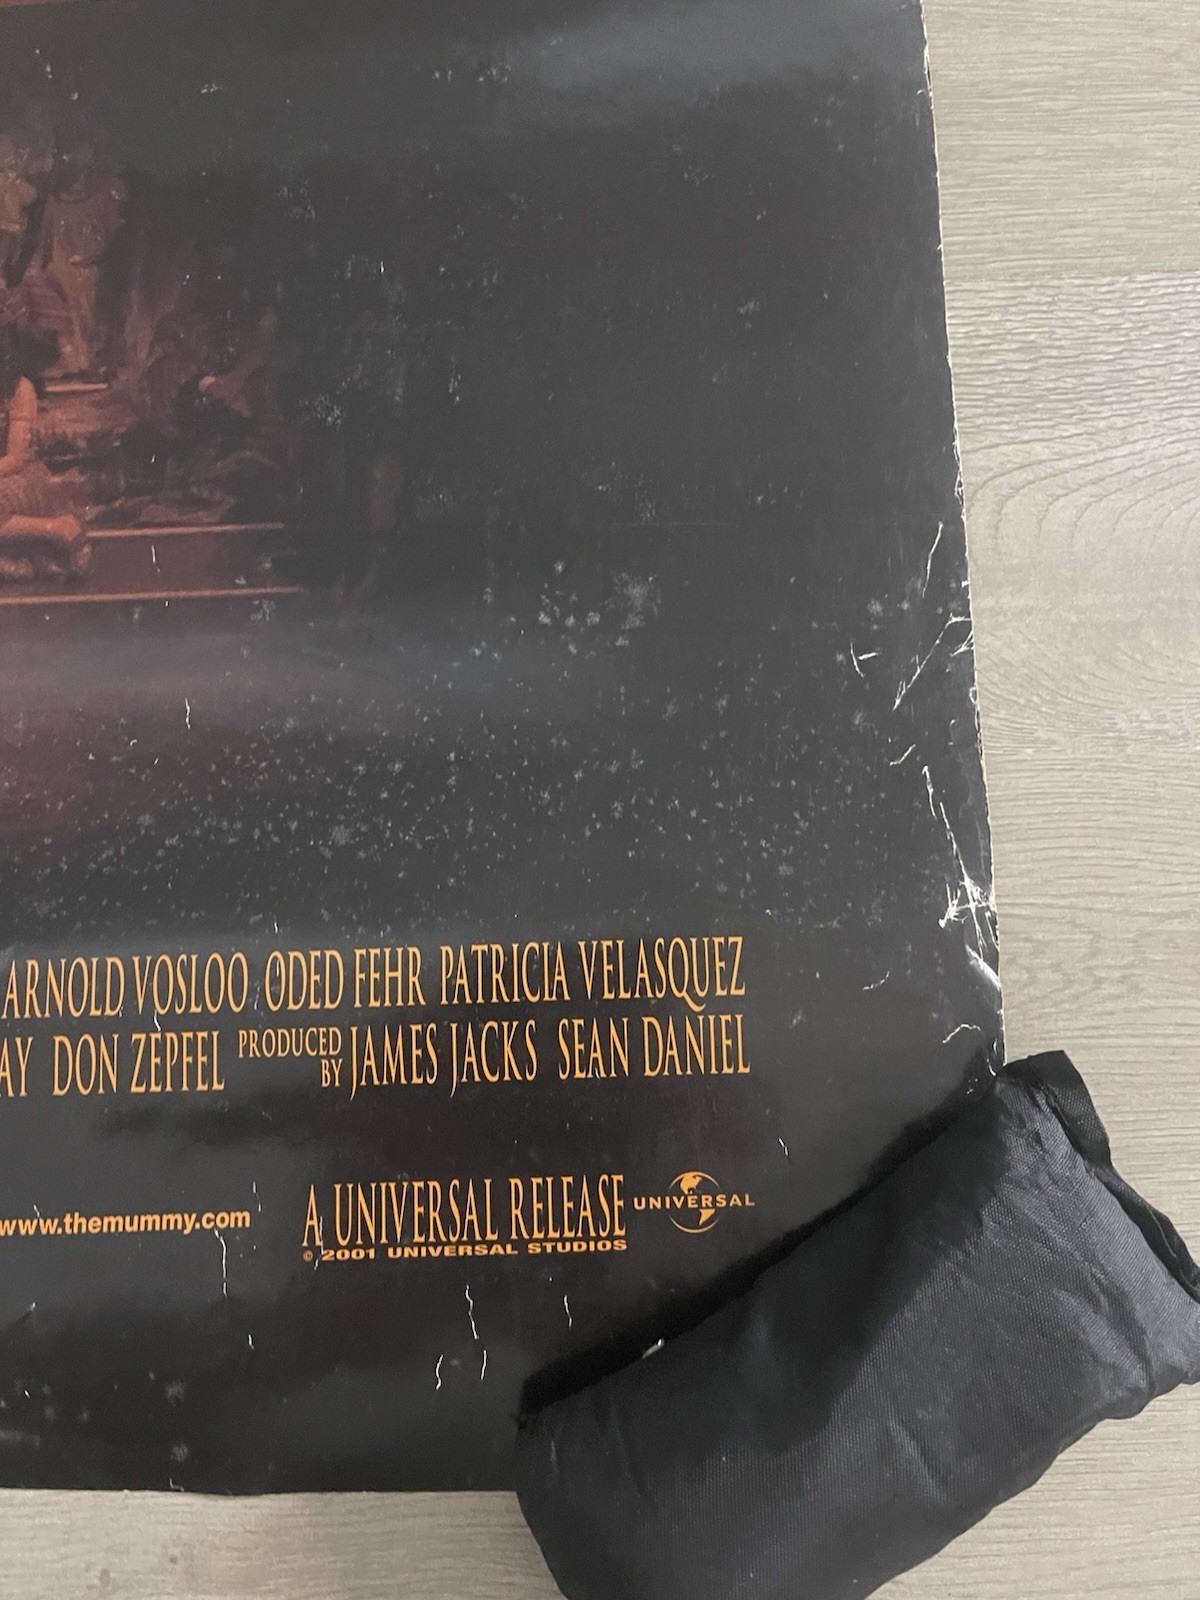 ARNOLD VOSLOO ODED FEHR PATRICIA VELASQUEZ
AY DON ZEPFEL PRODUCED BY JAMES JACKS SEAN DANIEL
www.themummy.com
A UNIVERSAL RELEASE UNIVERSAL
© 2001 UNIVERSAL STUDIOS